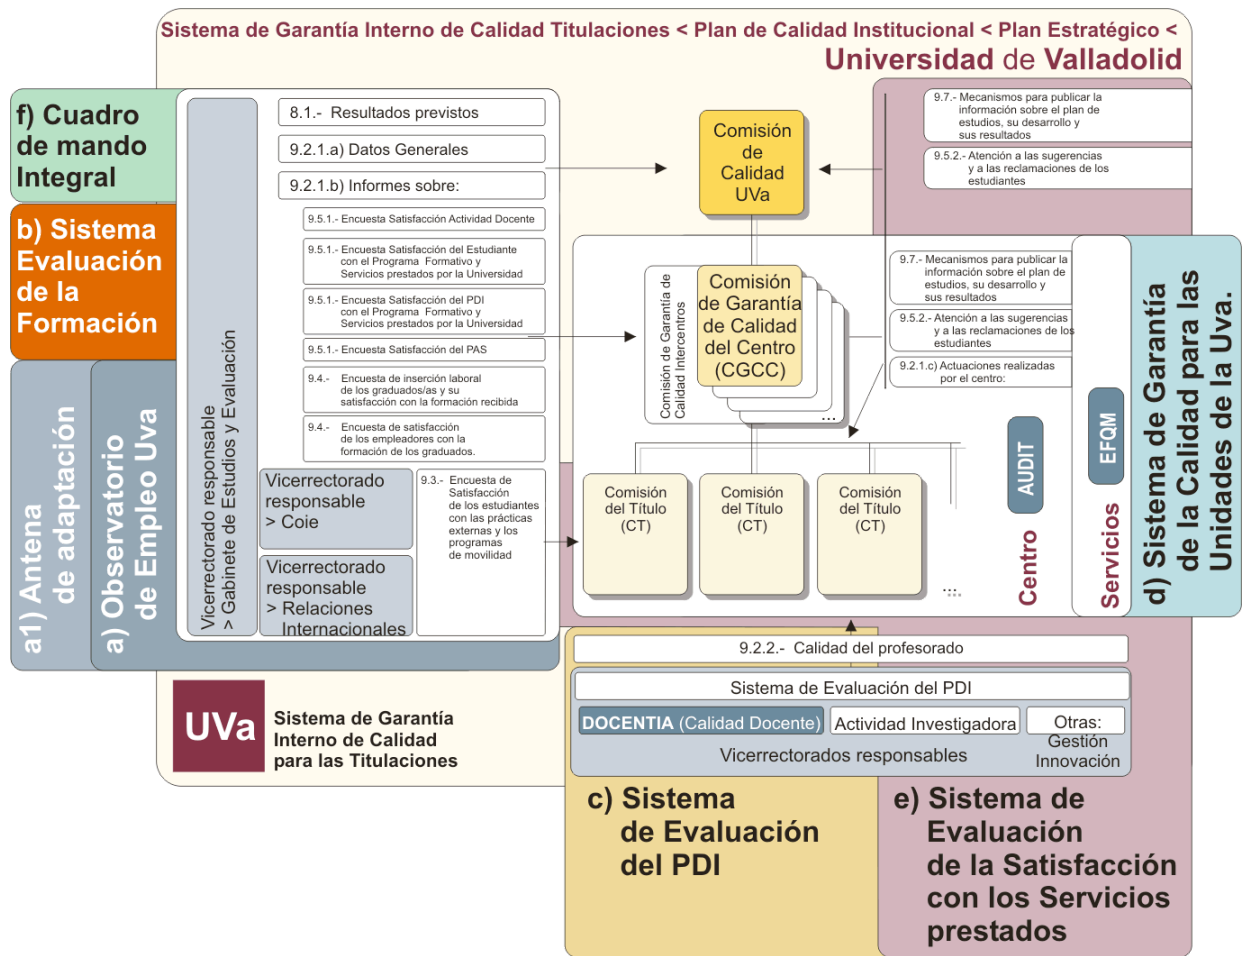 Sistema de Garantía Interno de Calidad Titulaciones < Plan de Calidad Institucional < Plan Estratégico <
Universidad de Valladolid
f) Cuadro
de mando
Integral
b) Sistema
Evaluación
de la
Formación
a1) Antena
de adaptación
a) Observatorio
de Empleo Uva
Vicerrectorado responsable
> Gabinete de Estudios y Evaluación
8.1.- Resultados previstos
9.2.1.a) Datos Generales
9.2.1.b) Informes sobre:
9.5.1.- Encuesta Satisfacción Actividad Docente
9.5.1.- Encuesta Satisfacción del Estudiante
con el Programa Formativo y
Servicios prestados por la Universidad
9.5.1.- Encuesta Satisfacción del PDI
con el Programa Formativo y
Servicios prestados por la Universidad
9.5.1.- Encuesta Satisfacción del PAS
9.4.- Encuesta de inserción laboral
de los graduados/as y su
satisfacción con la formación recibida
9.4.- Encuesta de satisfacción
de los empleadores con la
formación de los graduados.
Vicerrectorado
responsable
> Coie
Vicerrectorado
responsable
> Relaciones
Internacionales
9.3.- Encuesta de
Satisfacción
de los estudiantes
con las prácticas
externas y los
programas
de movilidad
Comisión
de
Calidad
UVa
Comisión de Garantía de
Calidad Intercentros
Comisión
de Garantía
de Calidad
del Centro
(CGCC)
...
Comisión
del Título
(CT)
Comisión
del Título
(CT)
Comisión
del Título
(CT)
...
9.7.- Mecanismos para publicar la
información sobre el plan de
estudios, su desarrollo y
sus resultados
9.5.2.- Atención a las sugerencias
y a las reclamaciones de los
estudiantes
9.7.- Mecanismos para publicar la
información sobre el plan de
estudios, su desarrollo y
sus resultados
9.5.2.- Atención a las sugerencias
y a las reclamaciones de los
estudiantes
9.2.1.c) Actuaciones realizadas
por el centro:
AUDIT
Centro
EFQM
Servicios
d) Sistema de Garantía
de la Calidad para las
Unidades de la Uva.
9.2.2.- Calidad del profesorado
Sistema de Evaluación del PDI
DOCENTIA (Calidad Docente)
Actividad Investigadora
Otras:
Gestión
Innovación
Vicerrectorados responsables
UVa
Sistema de Garantía
Interno de Calidad
para las Titulaciones
c) Sistema
de Evaluación
del PDI
e) Sistema de
Evaluación
de la Satisfacción
con los Servicios
prestados